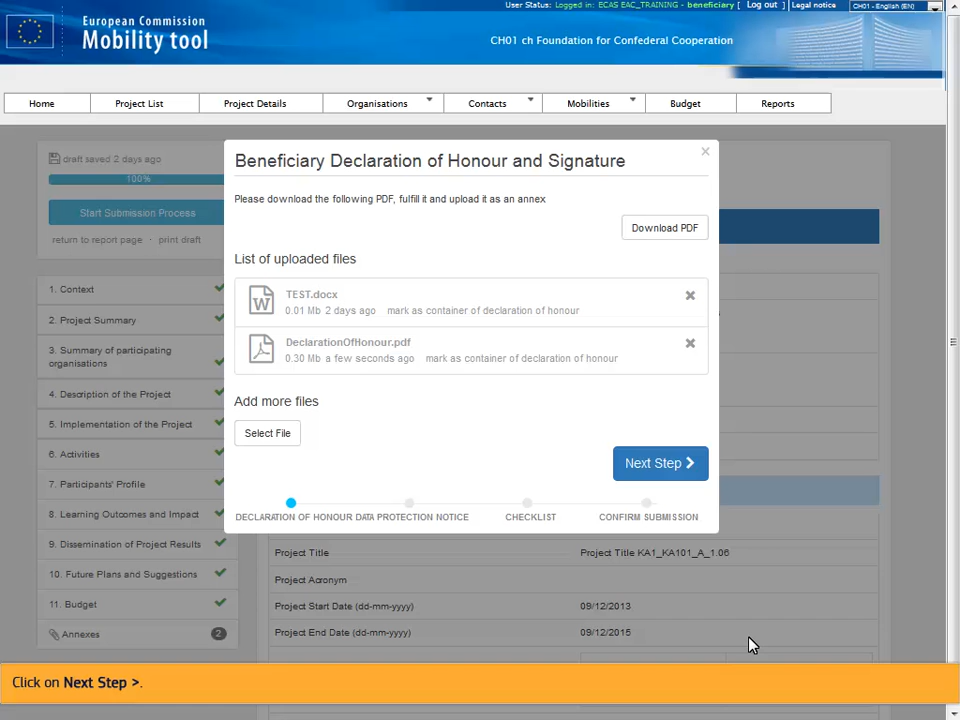 User Status: Logged in: ECAS EAC_TRAINING - beneficiary [ Log out ] Legal notice CH01 - English (EN)
European Commission
Mobility tool
CH01 ch Foundation for Confederal Cooperation
Home Project List Project Details Organisations Contacts Mobilities Budget Reports
draft saved 2 days ago
100%
Start Submission Process
return to report page · print draft
1. Context
2. Project Summary
3. Summary of participating
organisations
4. Description of the Project
5. Implementation of the Project
6. Activities
7. Participants' Profile
8. Learning Outcomes and Impact
9. Dissemination of Project Results
10. Future Plans and Suggestions
11. Budget
Annexes 2
Beneficiary Declaration of Honour and Signature
Please download the following PDF, fulfill it and upload it as an annex
Download PDF
List of uploaded files
TEST.docx
0.01 Mb 2 days ago mark as container of declaration of honour
DeclarationOfHonour.pdf
0.30 Mb a few seconds ago mark as container of declaration of honour
Add more files
Select File
Next Step
DECLARATION OF HONOUR DATA PROTECTION NOTICE CHECKLIST CONFIRM SUBMISSION
Project Title Project Title KA1_KA101_A_1.06
Project Acronym
Project Start Date (dd-mm-yyyy) 09/12/2013
Project End Date (dd-mm-yyyy) 09/12/2015
Click on Next Step >.